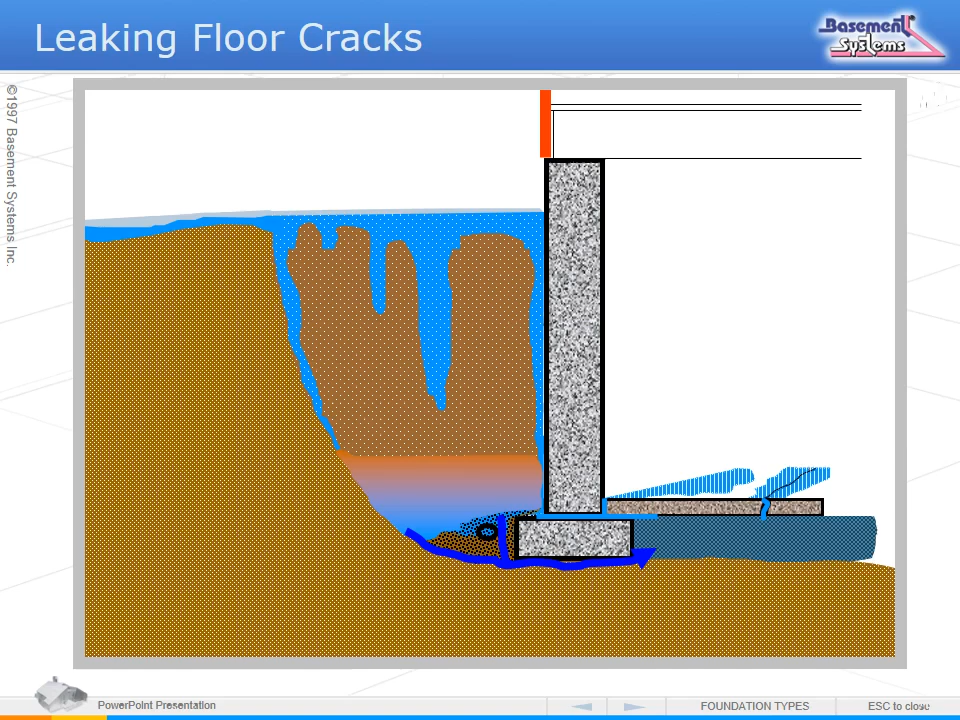 Leaking Floor Cracks
Basement
Systems
©1997 Basement Systems Inc.
PowerPoint Presentation
FOUNDATION TYPES
ESC to close